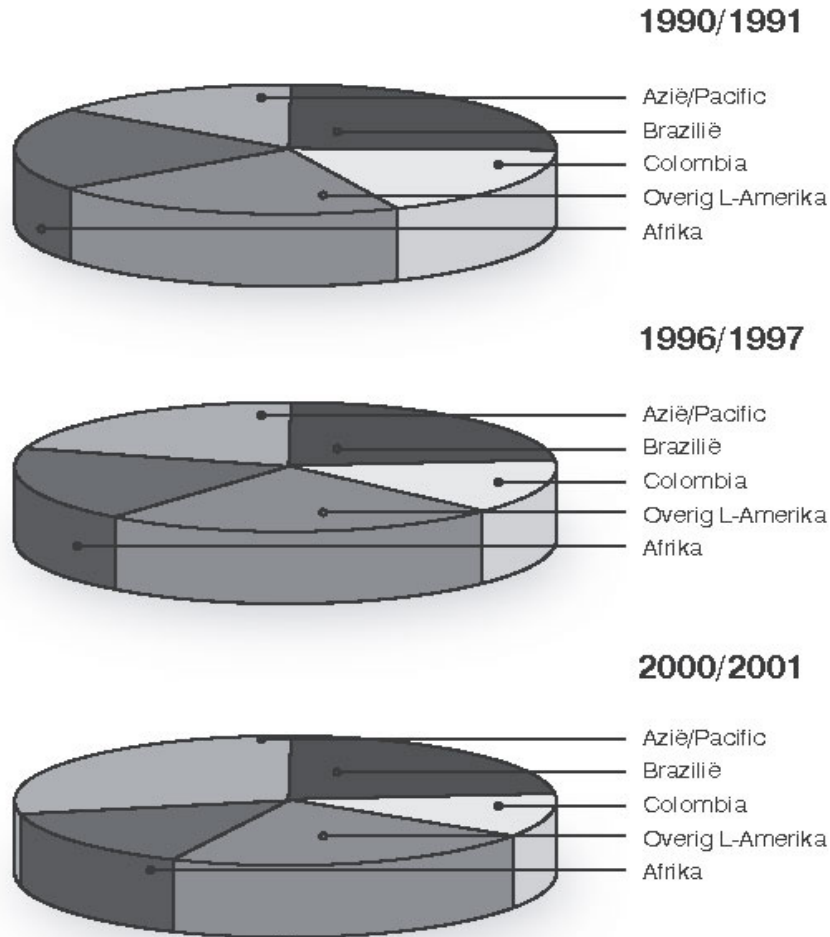 1990/1991
Azië/Pacific
Brazilië
Colombia
Overig L-Amerika
Afrika
1996/1997
Azië/Pacific
Brazilië
Colombia
Overig L-Amerika
Afrika
2000/2001
Azië/Pacific
Brazilië
Colombia
Overig L-Amerika
Afrika